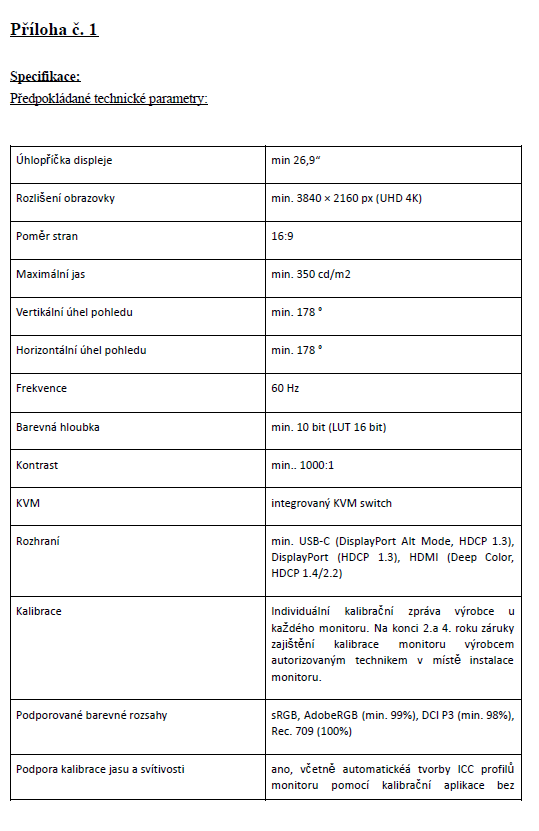 Příloha č. 1
Specifikace:
Předpokládané technické parametry:
Úhlopříčka displeje
min 26,9“
Rozlišení obrazovky
min. 3840 × 2160 px (UHD 4K)
Poměr stran
16:9
Maximální jas
min. 350 cd/m2
Vertikální úhel pohledu
min. 178 °
Horizontální úhel pohledu
min. 178 °
Frekvence
60 Hz
Barevná hloubka
min. 10 bit (LUT 16 bit)
Kontrast
min.. 1000:1
KVM
integrovaný KVM switch
Rozhraní
min. USB-C (DisplayPort Alt Mode, HDCP 1.3),
DisplayPort (HDCP 1.3), HDMI (Deep Color,
HDCP 1.4/2.2)
Kalibrace
Individuální kalibrační zpráva výrobce u
každého monitoru. Na konci 2.a 4. roku záruky
zajištění kalibrace monitoru výrobcem
autorizovaným technikem v místě instalace
monitoru.
Podporované barevné rozsahy
sRGB, AdobeRGB (min. 99%), DCI P3 (min. 98%),
Rec. 709 (100%)
Podpora kalibrace jasu a svítivosti
ano, včetně automatickéá tvorby ICC profilů
monitoru pomocí kalibrační aplikace bez